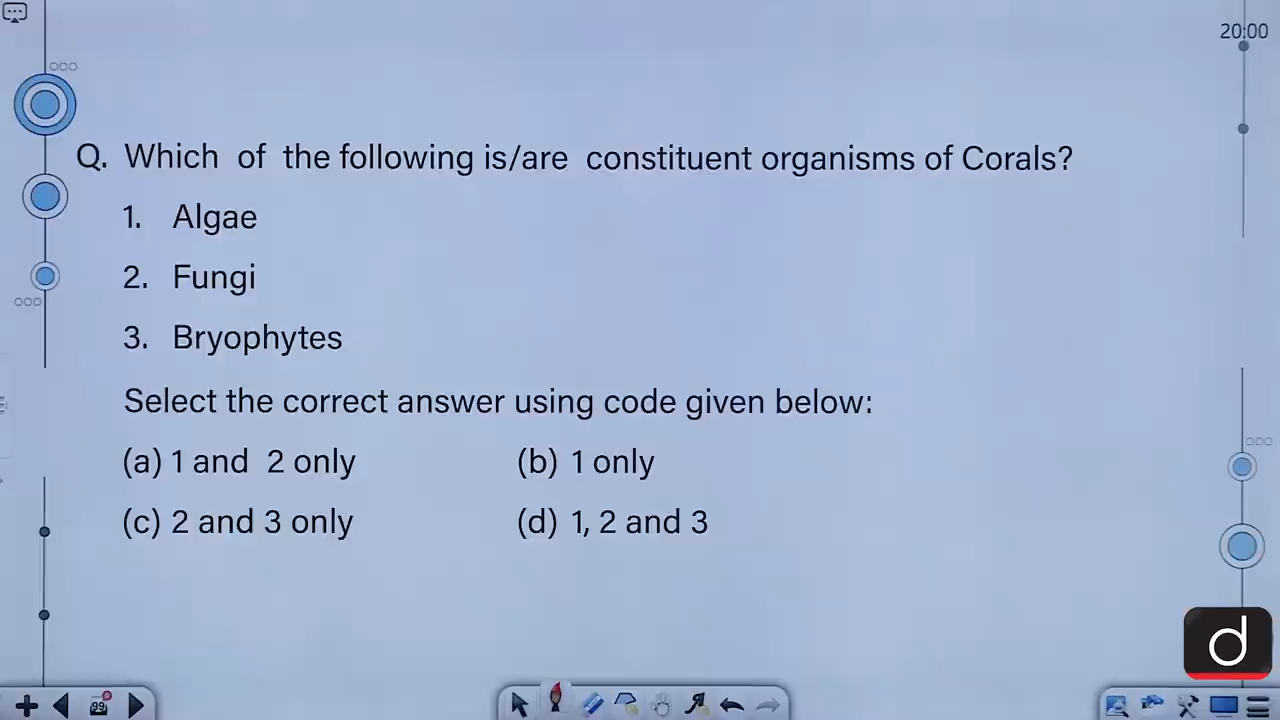 20:00
Q. Which of the following is/are constituent organisms of Corals?
1. Algae
2. Fungi
3. Bryophytes
Select the correct answer using code given below:
(a) 1 and 2 only
(b) 1 only
(c) 2 and 3 only
(d) 1, 2 and 3
d
99